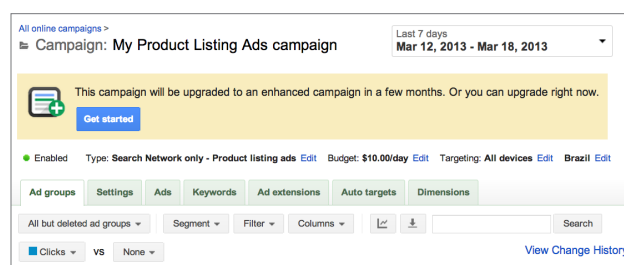 All online campaigns >
Campaign: My Product Listing Ads campaign
Last 7 days
Mar 12, 2013 - Mar 18, 2013
This campaign will be upgraded to an enhanced campaign in a few months. Or you can upgrade right now.
Get started
Enabled Type: Search Network only - Product listing ads Edit Budget: $10.00/day Edit Targeting: All devices Edit Brazil Edit
Ad groups Settings Ads Keywords Ad extensions Auto targets Dimensions
All but deleted ad groups Segment Filter Columns Search
Clicks VS None View Change History